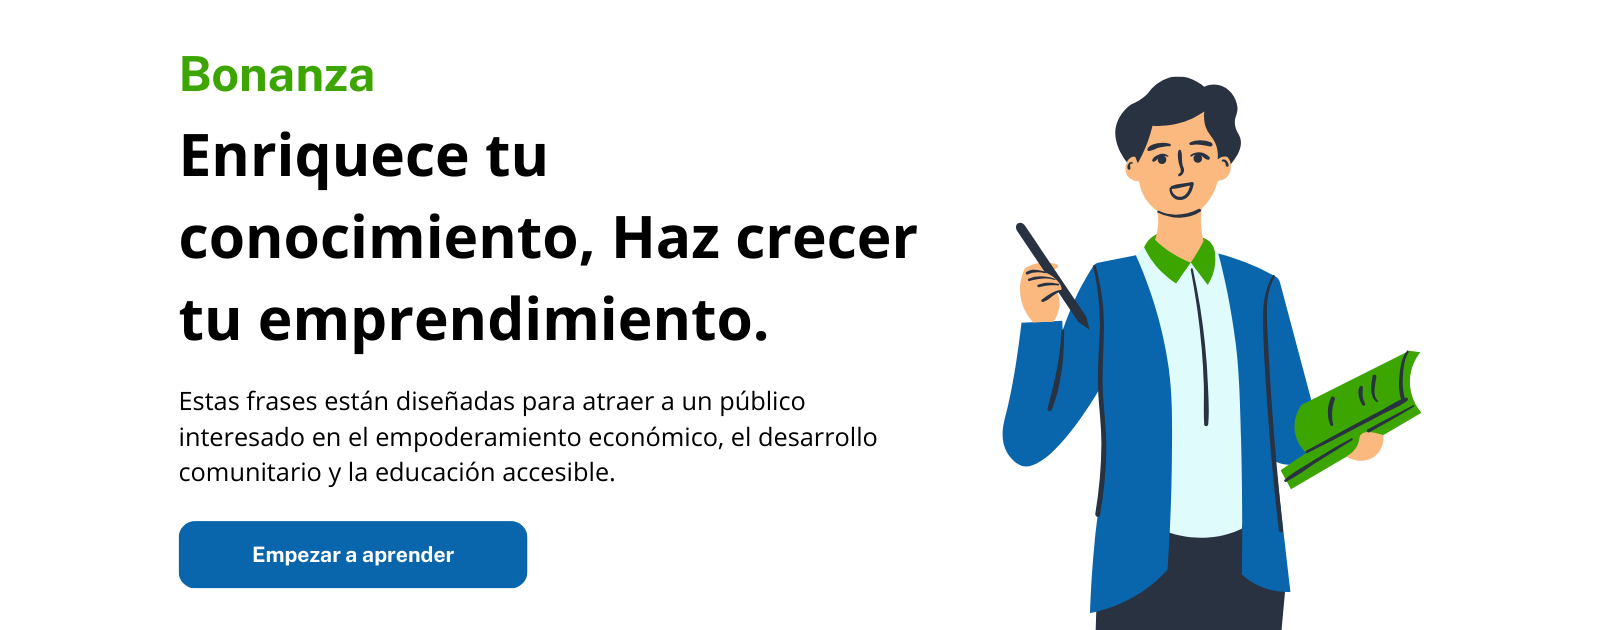 Bonanza
Enriquece tu
conocimiento, Haz crecer
tu emprendimiento.
Estas frases están diseñadas para atraer a un público
interesado en el empoderamiento económico, el desarrollo
comunitario y la educación accesible.
Empezar a aprender